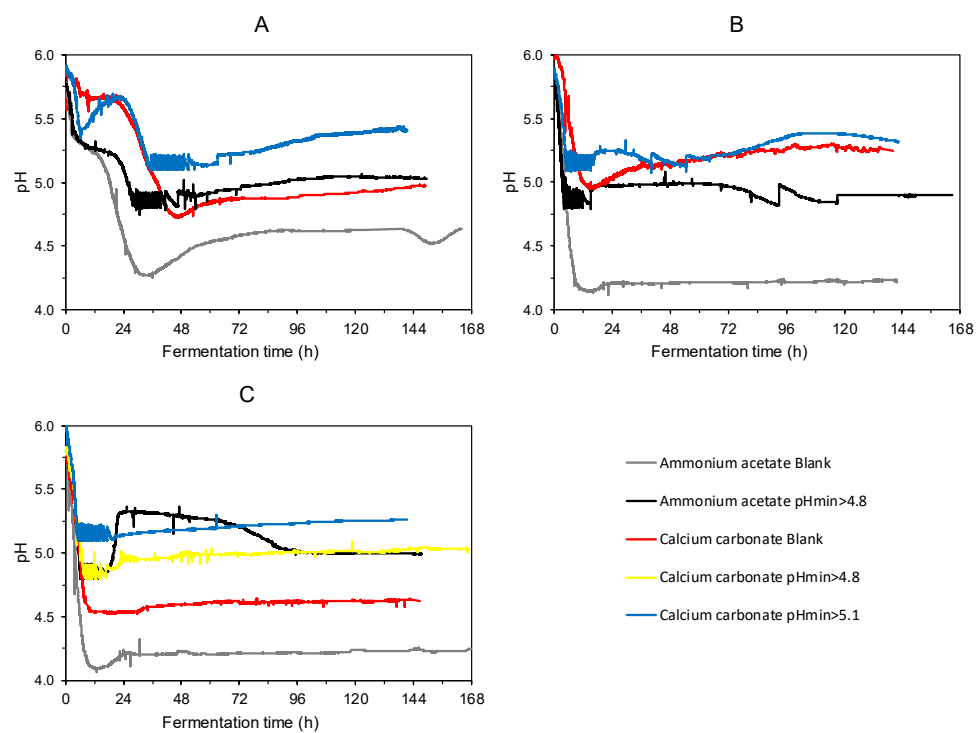 A
6.0
5.5
5.0
4.5
4.0
pH
0 24 48 72 96 120 144 168
Fermentation time (h)
B
6.0
5.5
5.0
4.5
4.0
pH
0 24 48 72 96 120 144 168
Fermentation time (h)
C
6.0
5.5
5.0
4.5
4.0
pH
0 24 48 72 96 120 144 168
Fermentation time (h)
Ammonium acetate Blank
Ammonium acetate pHmin>4.8
Calcium carbonate Blank
Calcium carbonate pHmin>4.8
Calcium carbonate pHmin>5.1